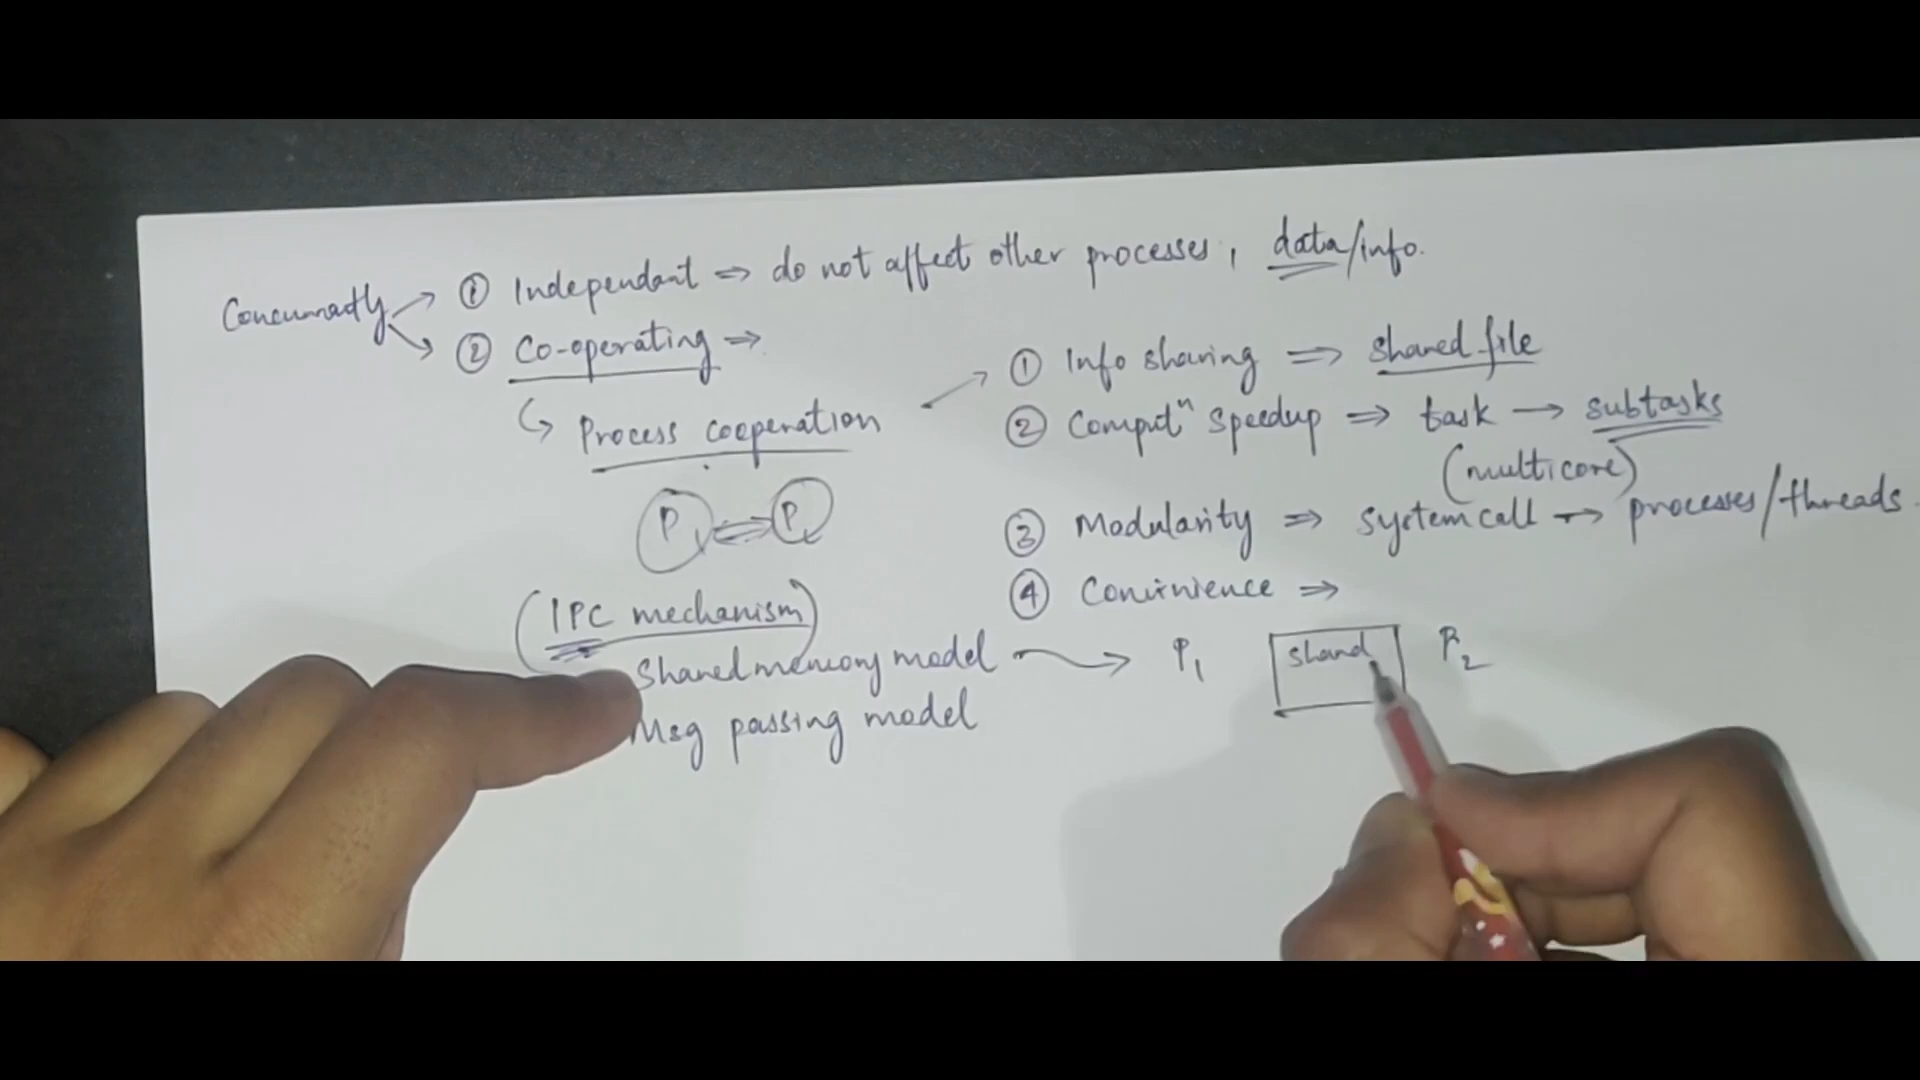 Concurrently
① Independant ⇒ do not affect other processes, data/info.
② Co-operating ⇒
↳ Process cooperation
① Info sharing ⇒ shared file
② Computⁿ speedup ⇒ task → subtasks
(multicore)
③ Modularity ⇒ system call → processes/threads.
④ Convinience ⇒
P₁ ⇌ P₂
(IPC mechanism)
Shared memory model → P₁ shared P₂
Msg passing model